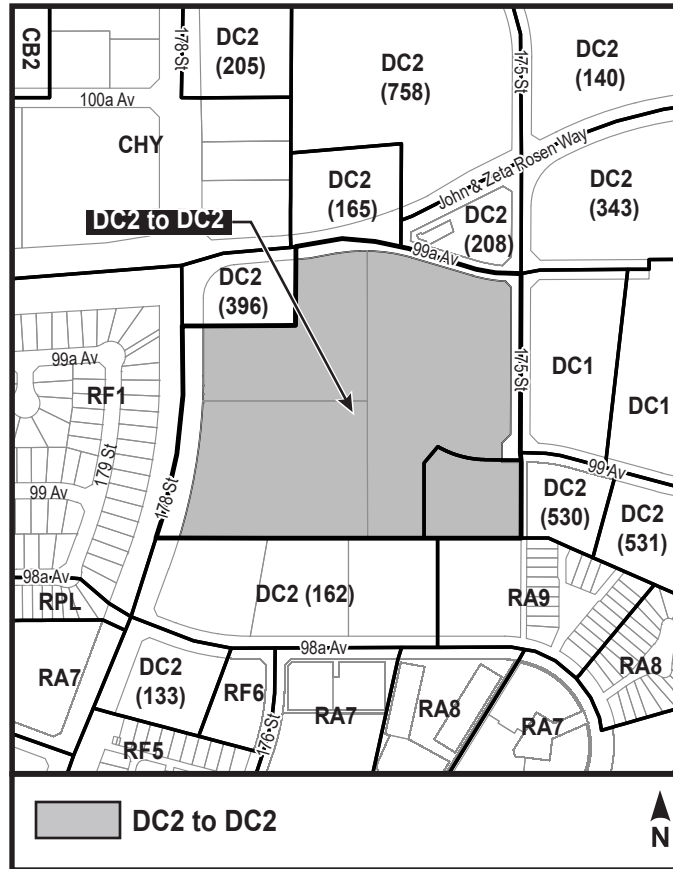 CB2
178 St
DC2
(205)
DC2
(758)
175 St
DC2
(140)
100a Av
CHY
John & Zeta Rosen Way
DC2
(165)
DC2
(343)
DC2 to DC2
DC2
(208)
99a Av
DC2
(396)
99a Av
RF1
175 St
DC1
DC1
179 St
178 St
99 Av
99 Av
DC2
(530)
DC2
(531)
98a Av
RPL
DC2 (162)
RA9
98a Av
RA7
DC2
(133)
RF6
176 St
RA7
RA8
RA7
RA8
RF5
DC2 to DC2
N